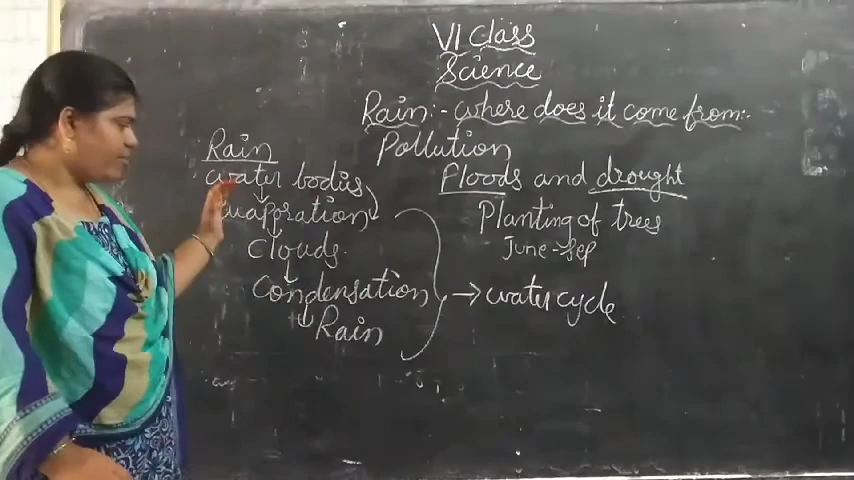 VI Class
Science
Rain:- where does it come from:-
Pollution
Floods and drought
Planting of trees
June-Sep
Rain
water bodies
Evaporation
clouds.
Condensation
Rain
→ water cycle